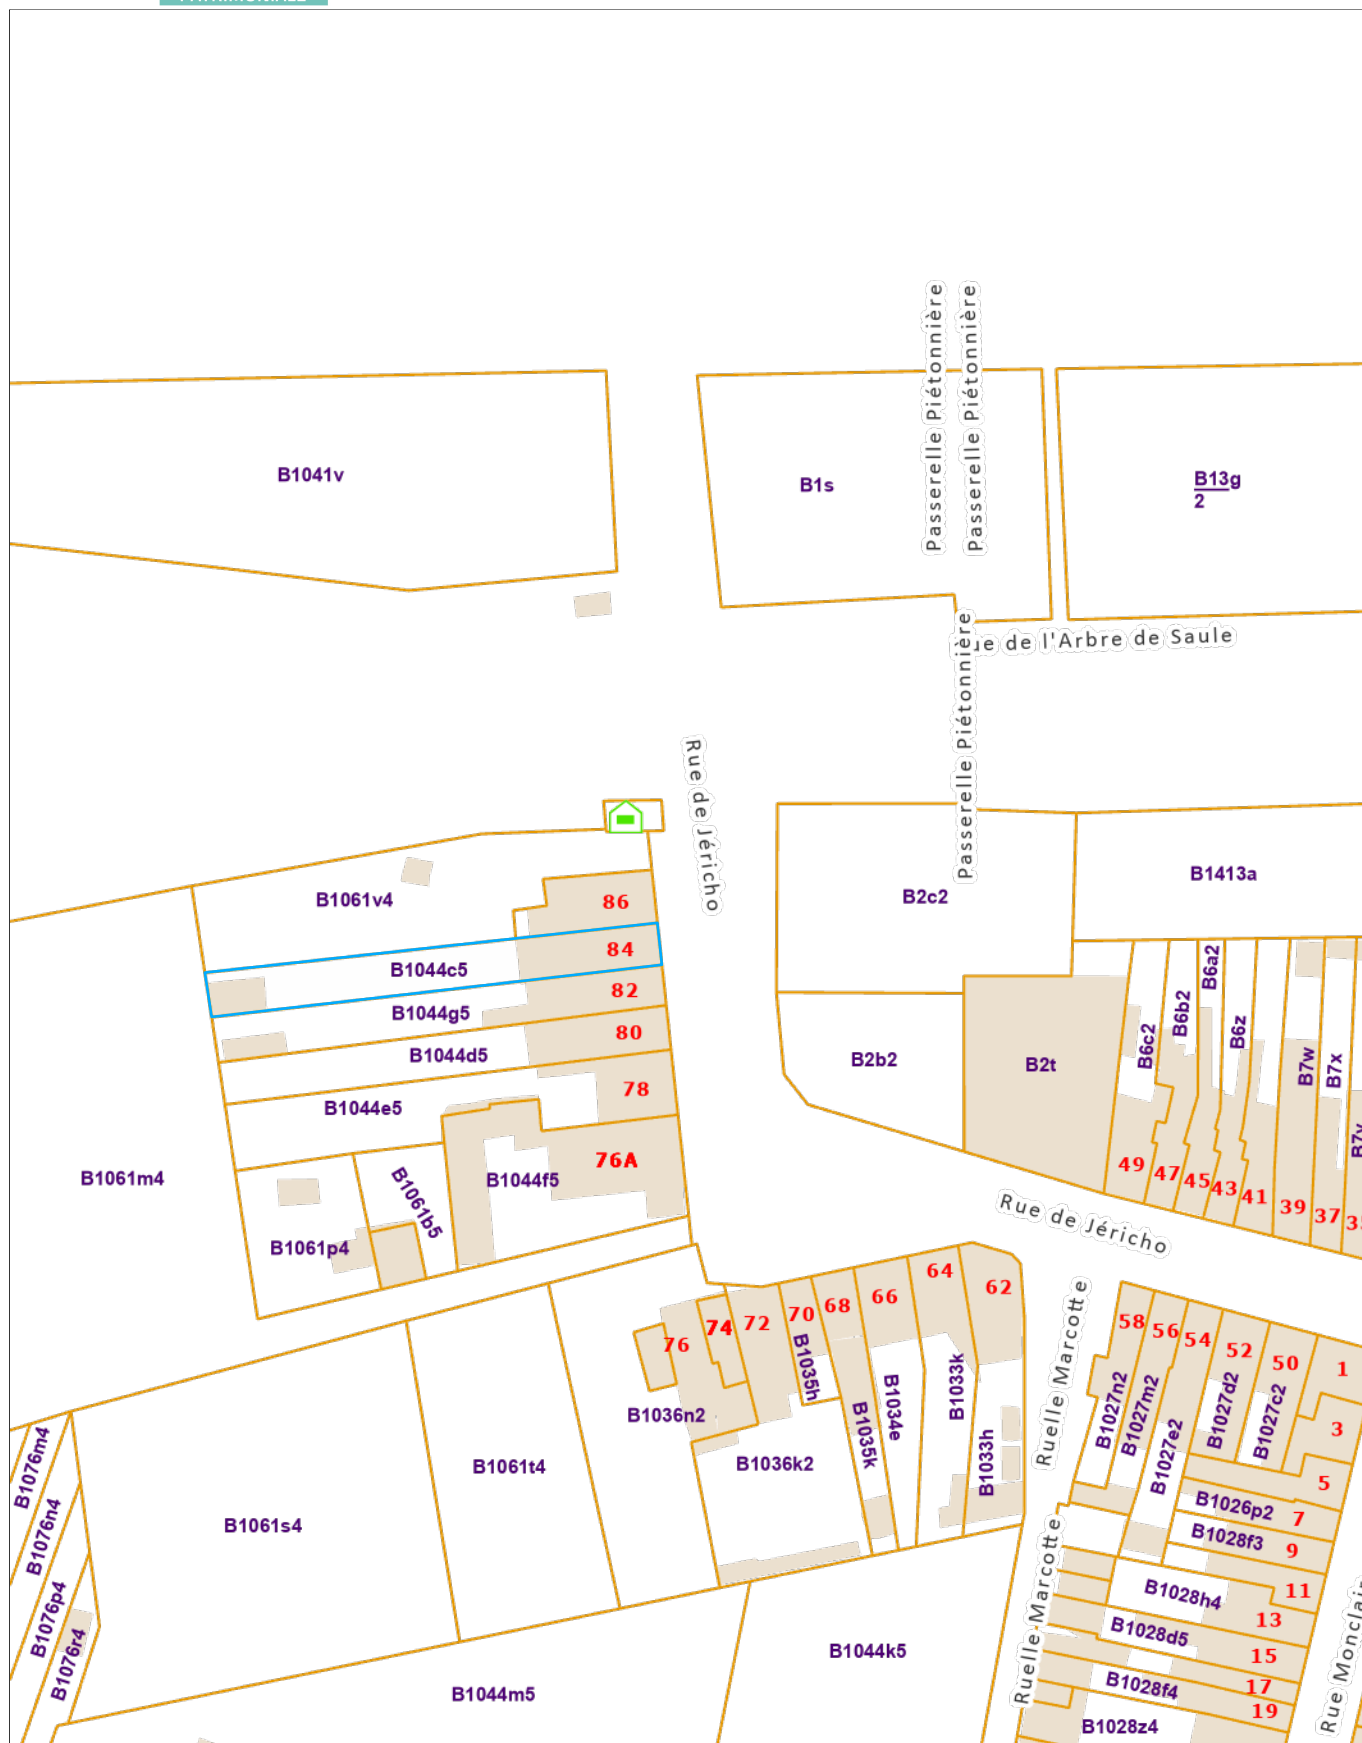 Passerelle Piétonnière
Passerelle Piétonnière
B1041v
B1s
B13g
2
Rue de l'Arbre de Saule
Passerelle Piétonnière
Rue de Jéricho
B1061v4
86
B2c2
B1413a
B1044c5
84
B6a2
B1044g5
82
B6b2
B6z
B1044d5
80
B6c2
B2b2
B2t
B7w
B7x
B1044e5
78
76A
B1061m4
B1044f5
B1061b5
B1061p4
49
47
45
43
41
39
37
Rue de Jéricho
62
64
66
68
70
72
74
76
58
56
54
52
50
1
Ruelle Marcotte
B1035h
B1033k
B1034e
B1027n2
B1027m2
B1027d2
B1027c2
B1036n2
B1035k
3
B1036k2
B1033h
B1027e2
5
B1076m4
B1061t4
B1061s4
B1026p2
7
B1076n4
B1028f3
9
B1028h4
11
13
B1076p4
Ruelle Marcotte
B1028d5
15
B1076r4
B1044k5
B1028f4
17
19
B1044m5
B1028z4